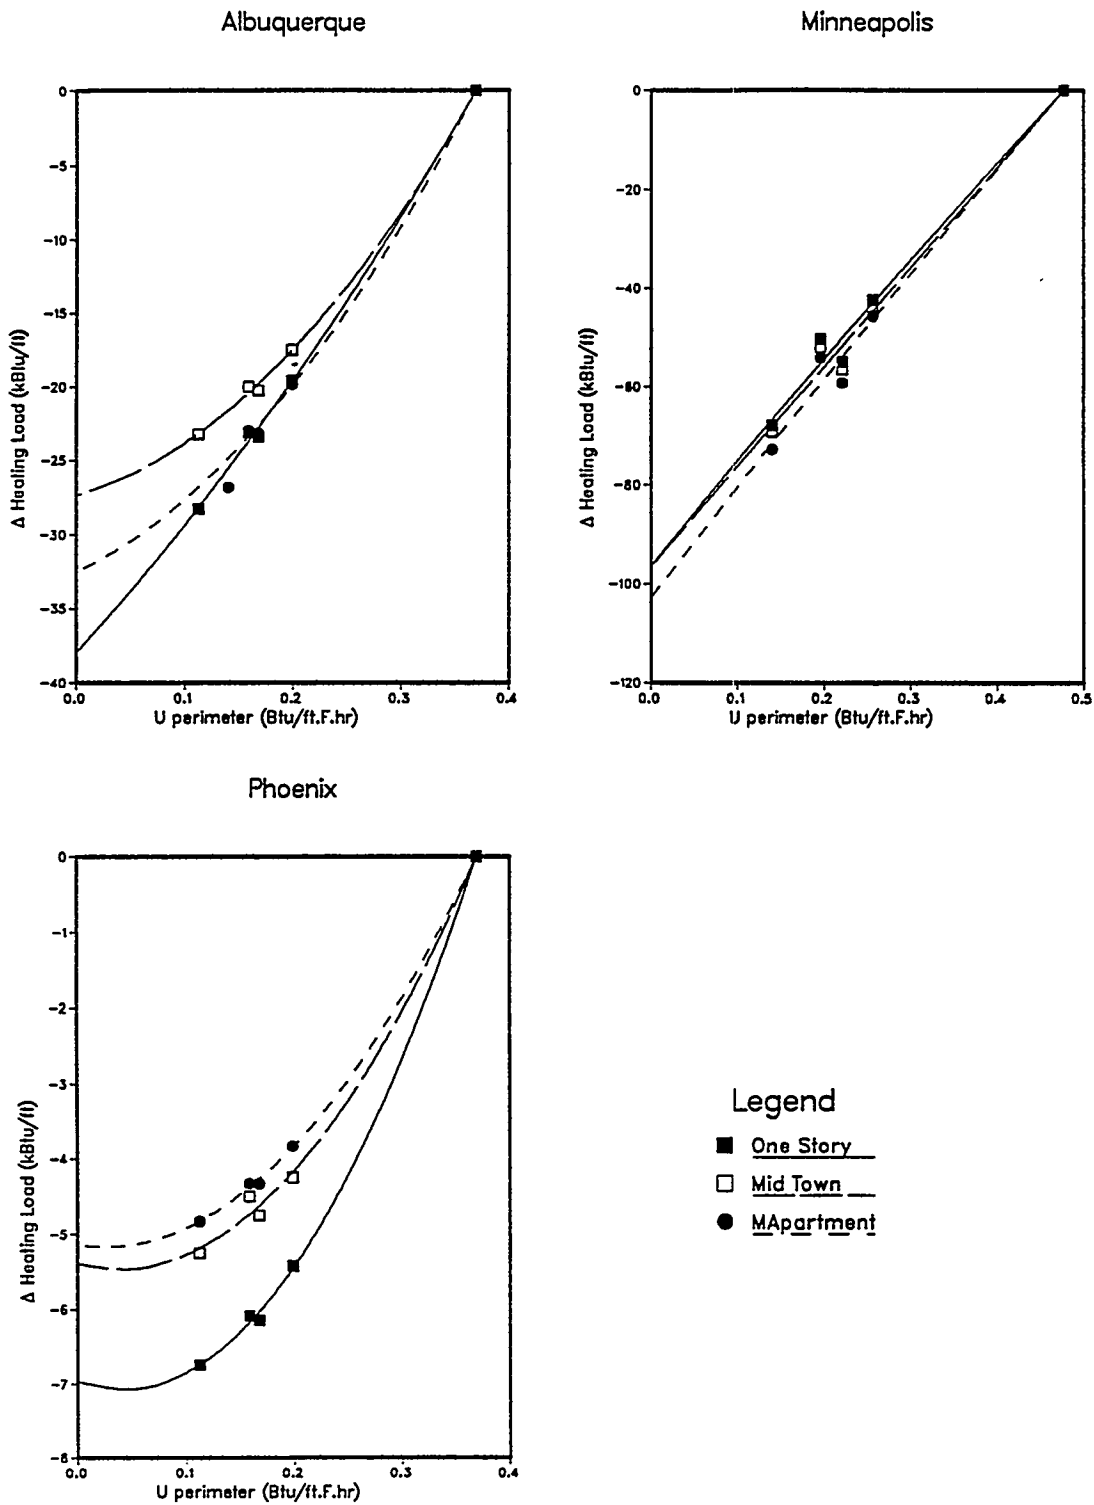 Albuquerque
0
-5
-10
-15
-20
-25
-30
-35
-40
Δ Heating Load (kBtu/ft)
0.0 0.1 0.2 0.3 0.4
U perimeter (Btu/ft.F.hr)
Minneapolis
0
-20
-40
-60
-80
-100
-120
Δ Heating Load (kBtu/ft)
0.0 0.1 0.2 0.3 0.4 0.5
U perimeter (Btu/ft.F.hr)
Phoenix
0
-1
-2
-3
-4
-5
-6
-7
-8
Δ Heating Load (kBtu/ft)
0.0 0.1 0.2 0.3 0.4
U perimeter (Btu/ft.F.hr)
Legend
One Story
Mid Town
MApartment